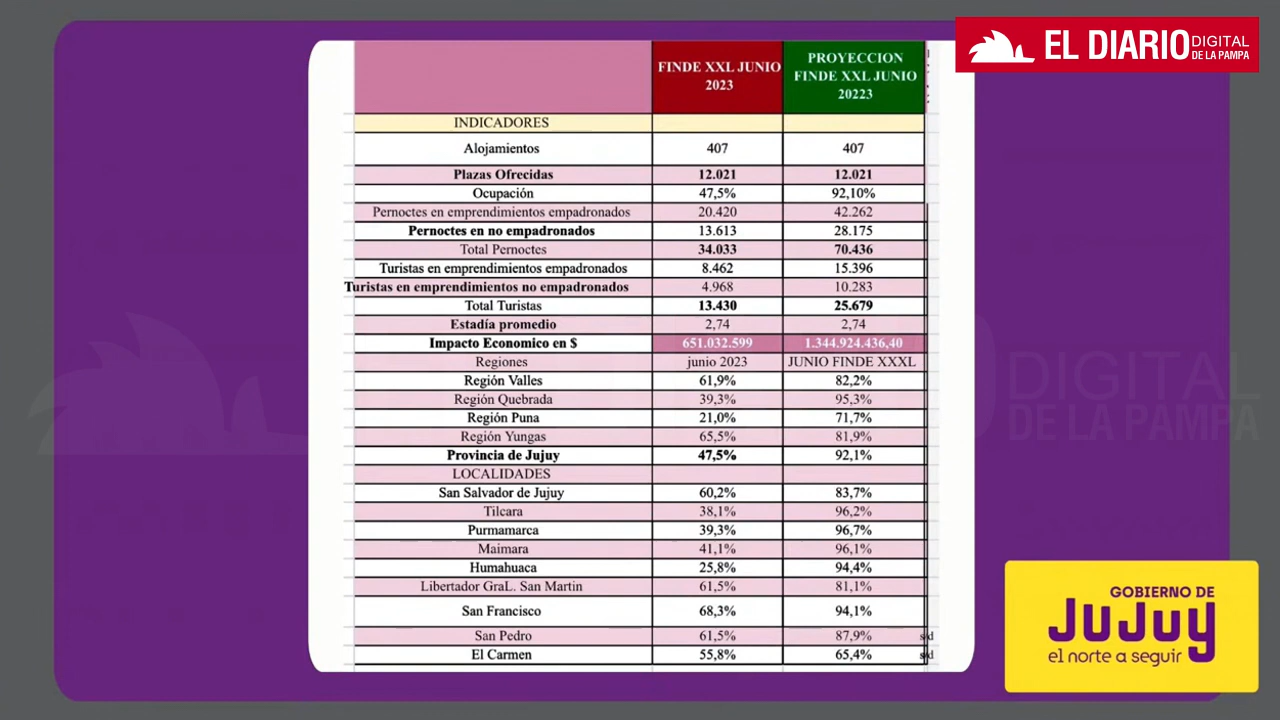 EL DIARIO DIGITAL DE LA PAMPA
FINDE XXL JUNIO 2023 PROYECCION FINDE XXL JUNIO 20223
INDICADORES
Alojamientos 407 407
Plazas Ofrecidas 12.021 12.021
Ocupación 47,5% 92,10%
Pernoctes en emprendimientos empadronados 20.420 42.262
Pernoctes en no empadronados 13.613 28.175
Total Pernoctes 34.033 70.436
Turistas en emprendimientos empadronados 8.462 15.396
Turistas en emprendimientos no empadronados 4.968 10.283
Total Turistas 13.430 25.679
Estadía promedio 2,74 2,74
Impacto Economico en $ 651.032.599 1.344.924.436,40
Regiones junio 2023 JUNIO FINDE XXXL
Región Valles 61,9% 82,2%
Región Quebrada 39,3% 95,3%
Región Puna 21,0% 71,7%
Región Yungas 65,5% 81,9%
Provincia de Jujuy 47,5% 92,1%
LOCALIDADES
San Salvador de Jujuy 60,2% 83,7%
Tilcara 38,1% 96,2%
Purmamarca 39,3% 96,7%
Maimara 41,1% 96,1%
Humahuaca 25,8% 94,4%
Libertador GraL. San Martin 61,5% 81,1%
San Francisco 68,3% 94,1%
San Pedro 61,5% 87,9% s/d
El Carmen 55,8% 65,4% s/d
DIGITAL
DE LA PAMPA
GOBIERNO DE
JUJUY
el norte a seguir